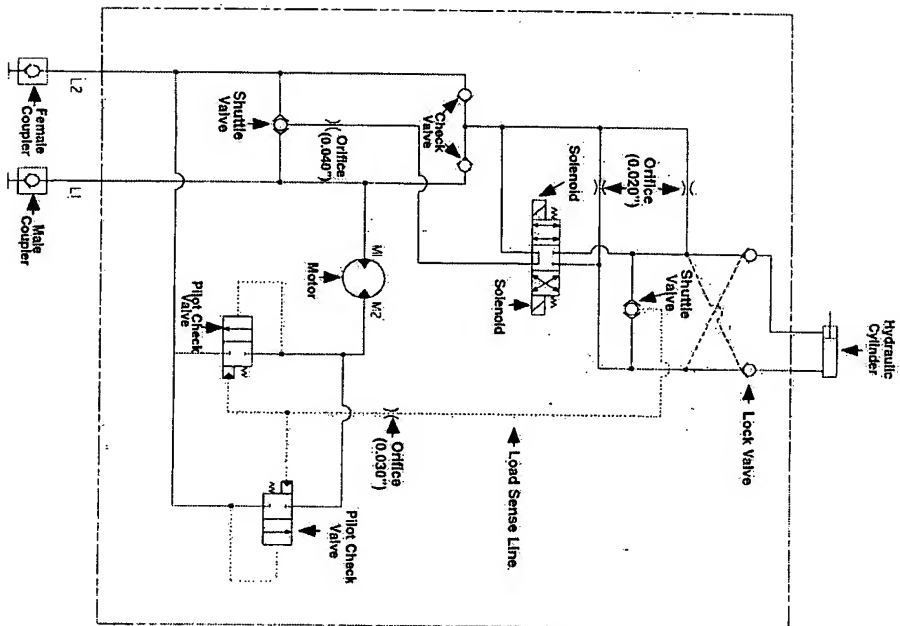 Female
Coupler
L2
Male
Coupler
L1
Shuttle
Valve
Orifice
(0.040")
Check
Valve
Solenoid
Solenoid
Orifice
(0.020")
Shuttle
Valve
Hydraulic
Cylinder
Lock Valve
M1
Motor
M2
Pilot Check
Valve
Orifice
(0.030")
Load Sense Line
Pilot Check
Valve